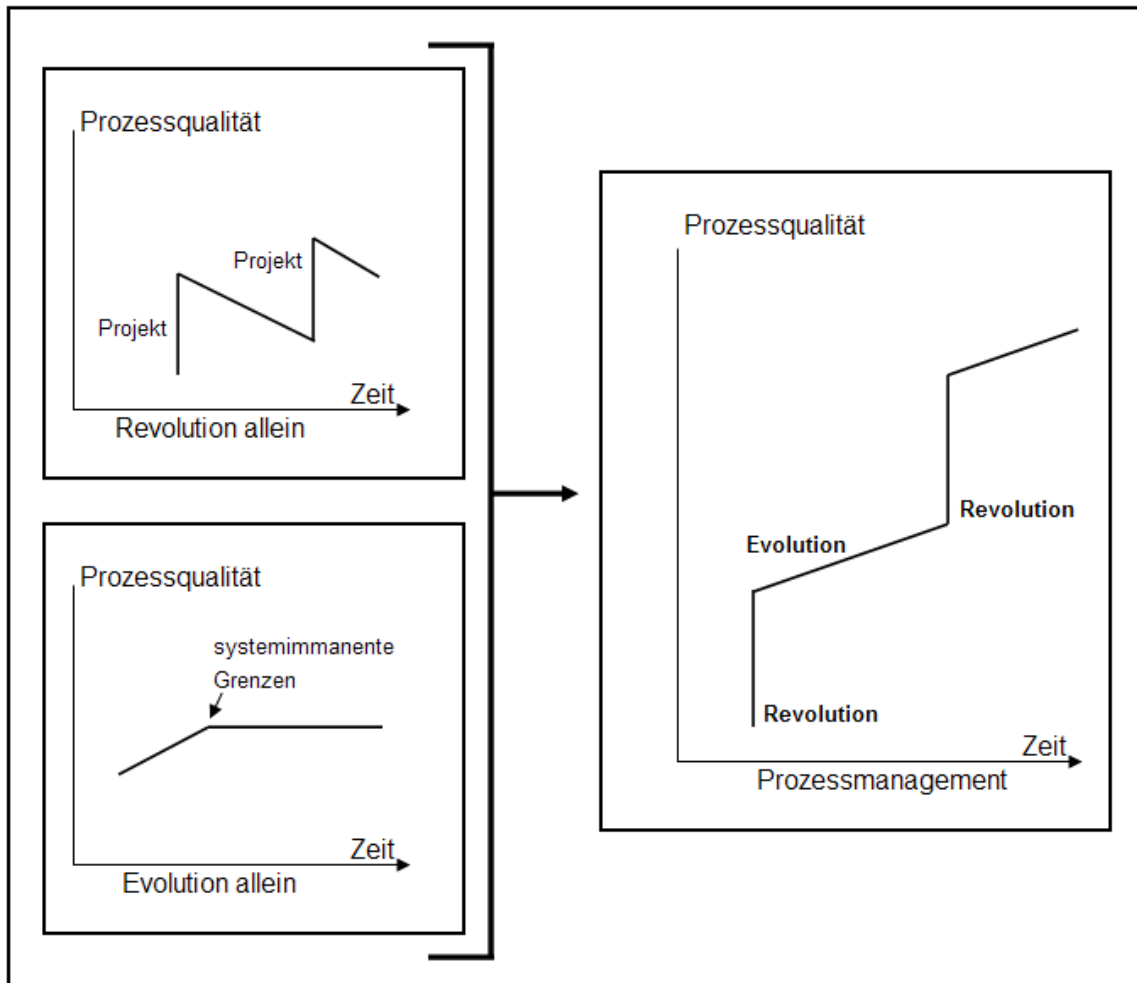 Prozessqualität
Projekt
Projekt
Zeit
Revolution allein
Prozessqualität
systemimmanente
Grenzen
Zeit
Evolution allein
Prozessqualität
Revolution
Evolution
Revolution
Zeit
Prozessmanagement